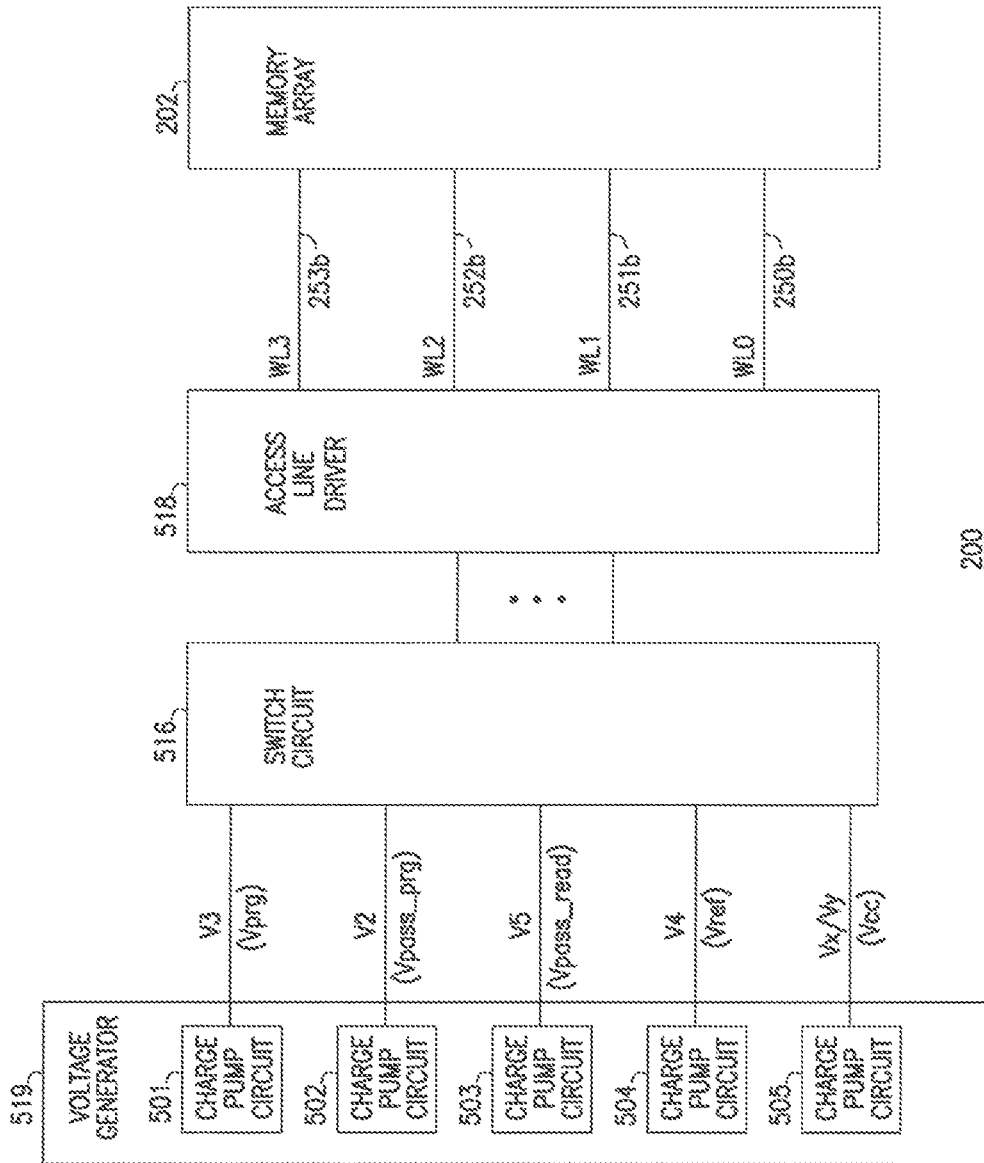 519
VOLTAGE
GENERATOR
501
CHARGE
PUMP
CIRCUIT
502
CHARGE
PUMP
CIRCUIT
503
CHARGE
PUMP
CIRCUIT
504
CHARGE
PUMP
CIRCUIT
505
CHARGE
PUMP
CIRCUIT
V3
(Vprg)
V2
(Vpass_prg)
V5
(Vpass_read)
V4
(Vref)
Vx/Vy
(Vcc)
516
SWITCH
CIRCUIT
518
ACCESS
LINE
DRIVER
WL3
253b
WL2
252b
WL1
251b
WL0
250b
202
MEMORY
ARRAY
200